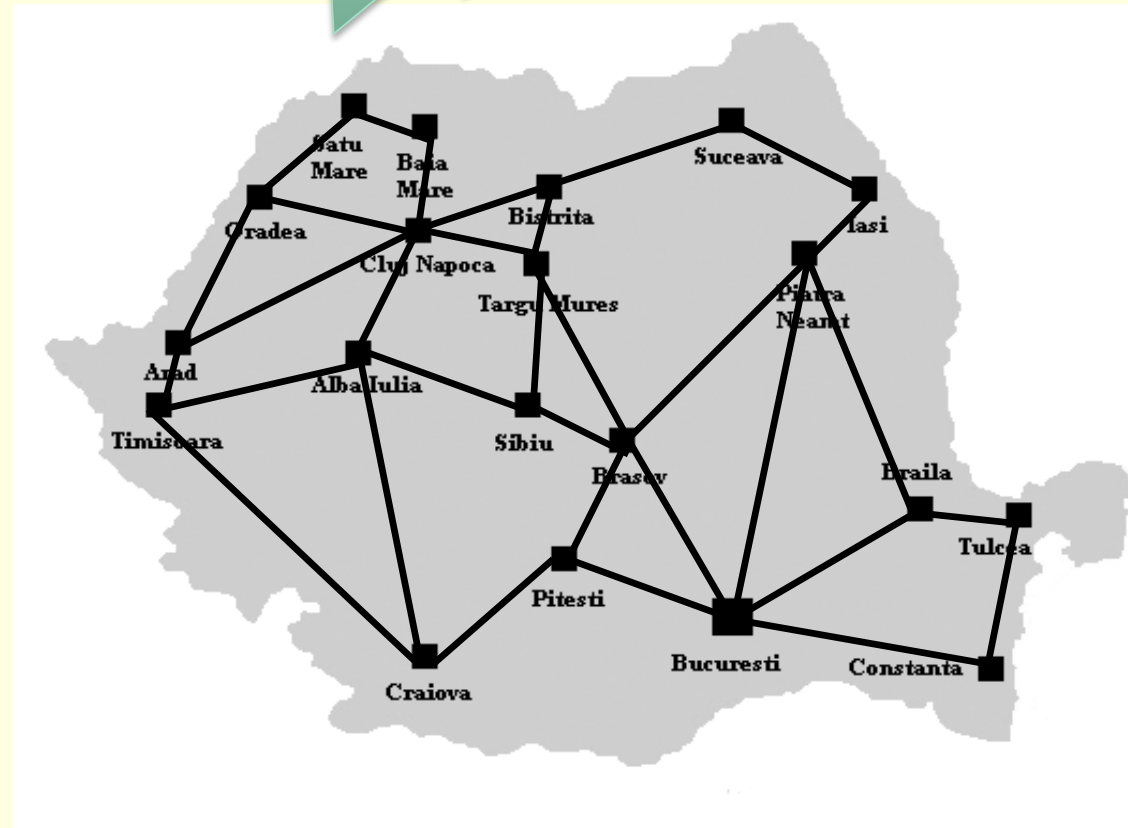 Satu
Mare
Baia
Mare
Suceava
Oradea
Bistrita
Iasi
Cluj Napoca
Targu Mures
Piatra
Neamt
Arad
Alba Iulia
Timisoara
Sibiu
Brasov
Braila
Tulcea
Pitesti
Bucuresti
Constanta
Craiova